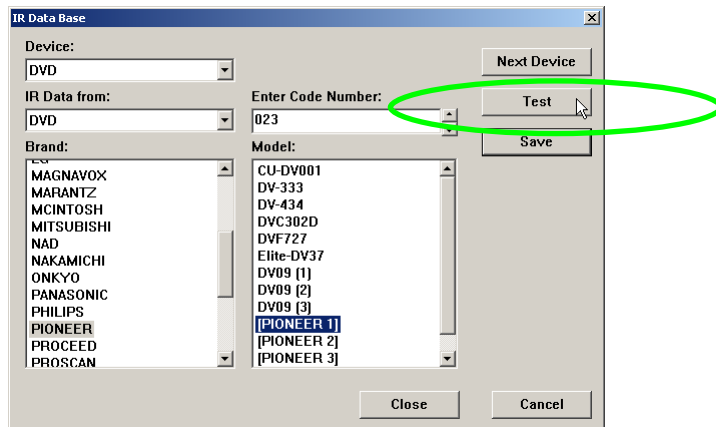 IR Data Base
Device:
DVD
Next Device
IR Data from:
DVD
Enter Code Number:
023
Test
Save
Brand:
MAGNAVOX
MARANTZ
MCINTOSH
MITSUBISHI
NAD
NAKAMICHI
ONKYO
PANASONIC
PHILIPS
PIONEER
PROCEED
PROSCAN
Model:
CU-DV001
DV-333
DV-434
DVC302D
DVF727
Elite-DV37
DV09 (1)
DV09 (2)
DV09 (3)
[PIONEER 1]
[PIONEER 2]
[PIONEER 3]
Close
Cancel